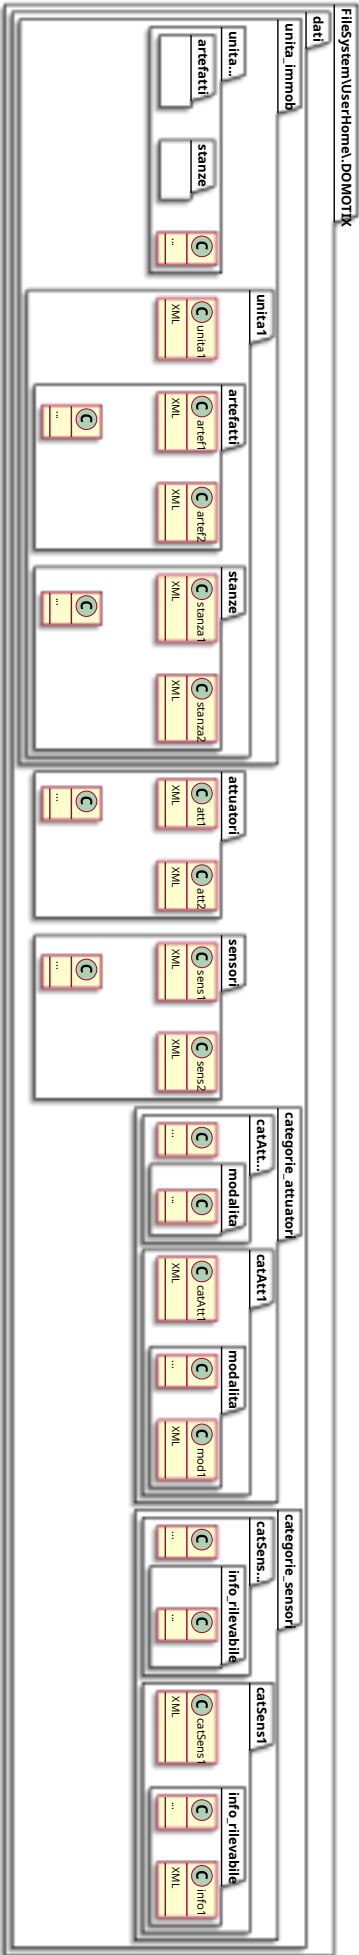 FileSystem\UserHome\.DOMOTIX
dati
unita_immob
unita...
artefatti
stanze
C
...
unita1
C unita1
XML
artefatti
C artef1
XML
C artef2
XML
C
...
stanze
C stanza1
XML
C stanza2
XML
C
...
attuatori
C att1
XML
C att2
XML
C
...
sensori
C sens1
XML
C sens2
XML
C
...
categorie_attuatori
catAtt...
C
...
modalita
C
...
catAtt1
C catAtt1
XML
modalita
C
...
C mod1
XML
categorie_sensori
catSens...
C
...
info_rilevabile
C
...
catSens1
C catSens1
XML
info_rilevabile
C
...
C info1
XML